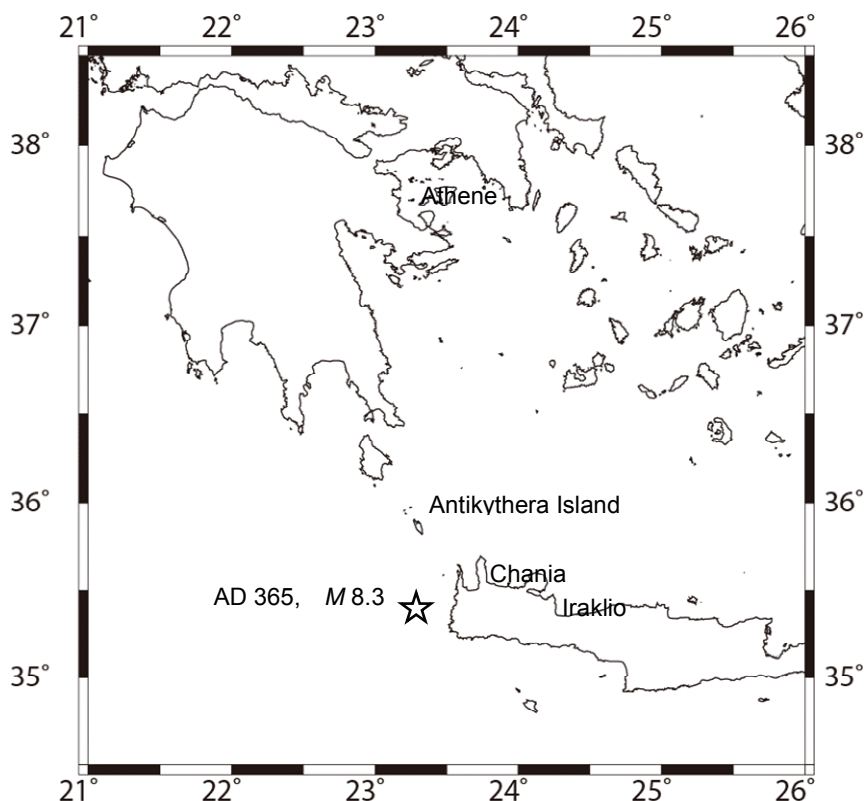 21° 22° 23° 24° 25° 26°
38° 38°
Athene
37° 37°
36° 36°
Antikythera Island
Chania
AD 365, M 8.3
Iraklio
35° 35°
21° 22° 23° 24° 25° 26°